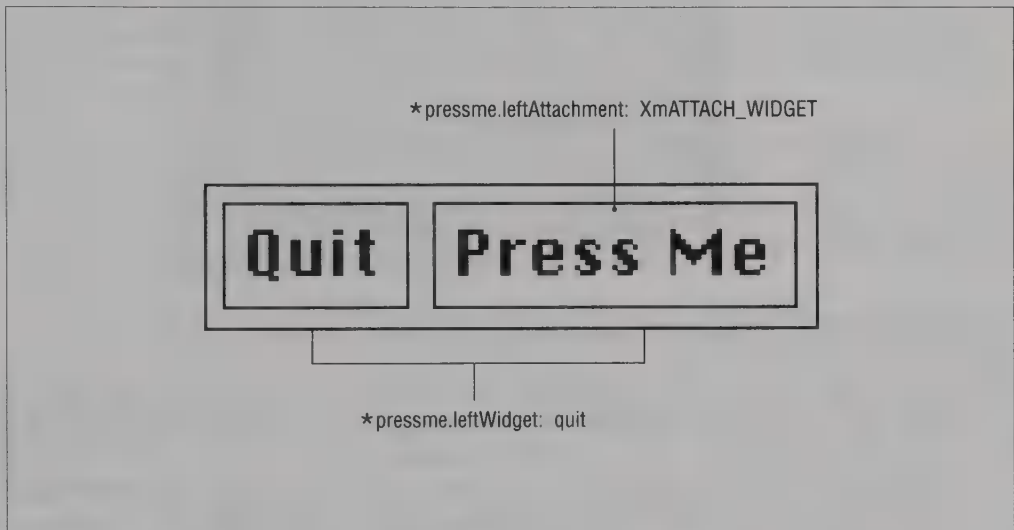 *pressme.leftAttachment: XmATTACH_WIDGET
Quit Press Me
*pressme.leftWidget: quit